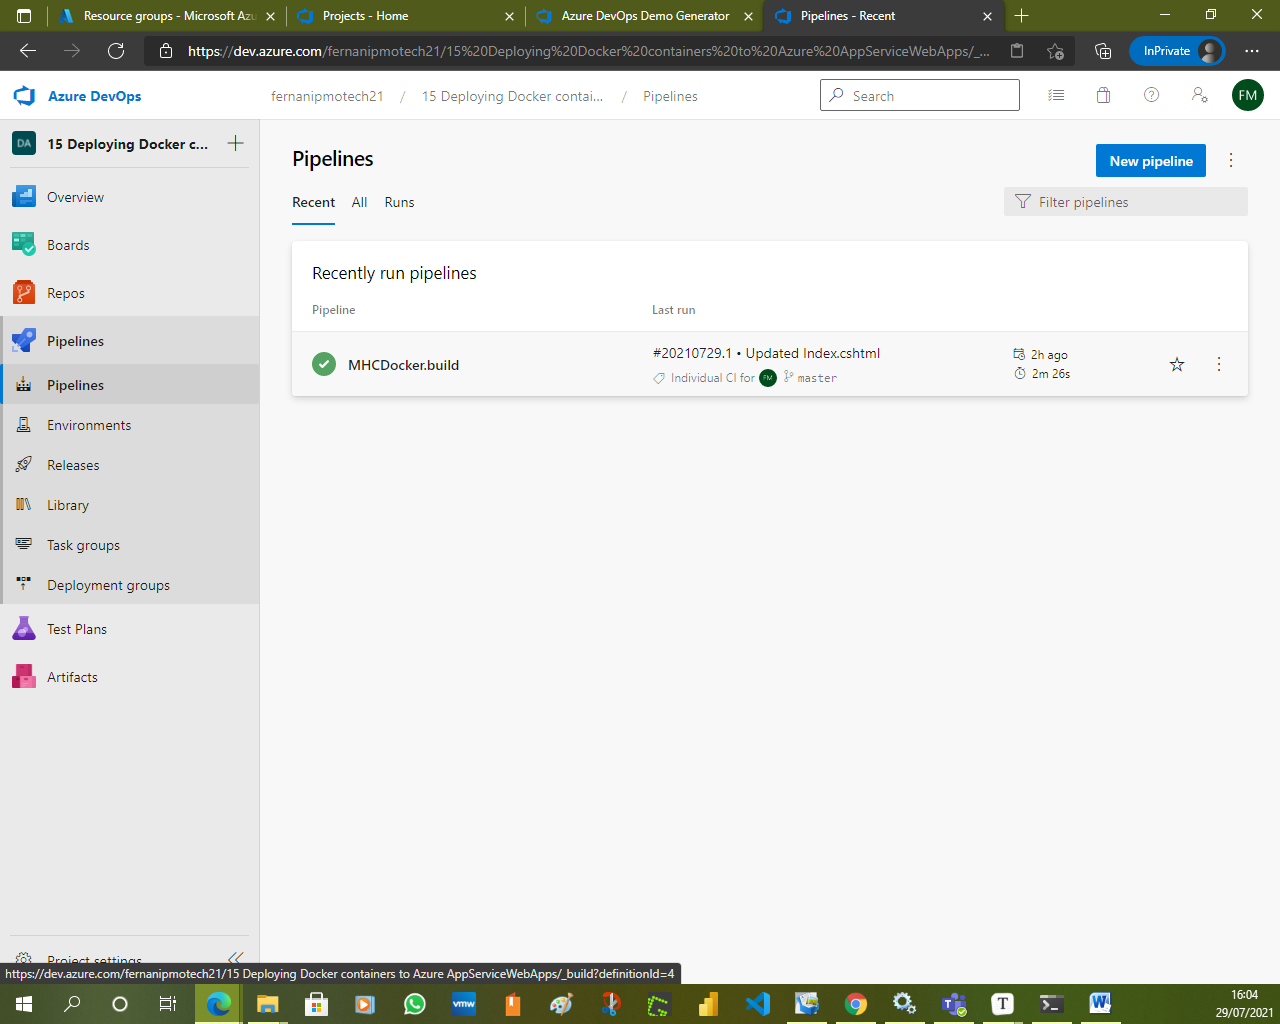 Resource groups - Microsoft Azu
Projects - Home
Azure DevOps Demo Generator
Pipelines - Recent
https://dev.azure.com/fernanipmotech21/15%20Deploying%20Docker%20containers%20to%20Azure%20AppServiceWebApps/_...
InPrivate
Azure DevOps
fernanipmotech21 / 15 Deploying Docker contai... / Pipelines
Search
FM
DA
15 Deploying Docker c...
Overview
Boards
Repos
Pipelines
Pipelines
Environments
Releases
Library
Task groups
Deployment groups
Test Plans
Artifacts
Project settings
Pipelines
New pipeline
Recent
All
Runs
Filter pipelines
Recently run pipelines
Pipeline
Last run
MHCDocker.build
#20210729.1 • Updated Index.cshtml
Individual CI for FM master
2h ago
2m 26s
https://dev.azure.com/fernanipmotech21/15 Deploying Docker containers to Azure AppServiceWebApps/_build?definitionId=4
vmw
T
W
16:04
29/07/2021